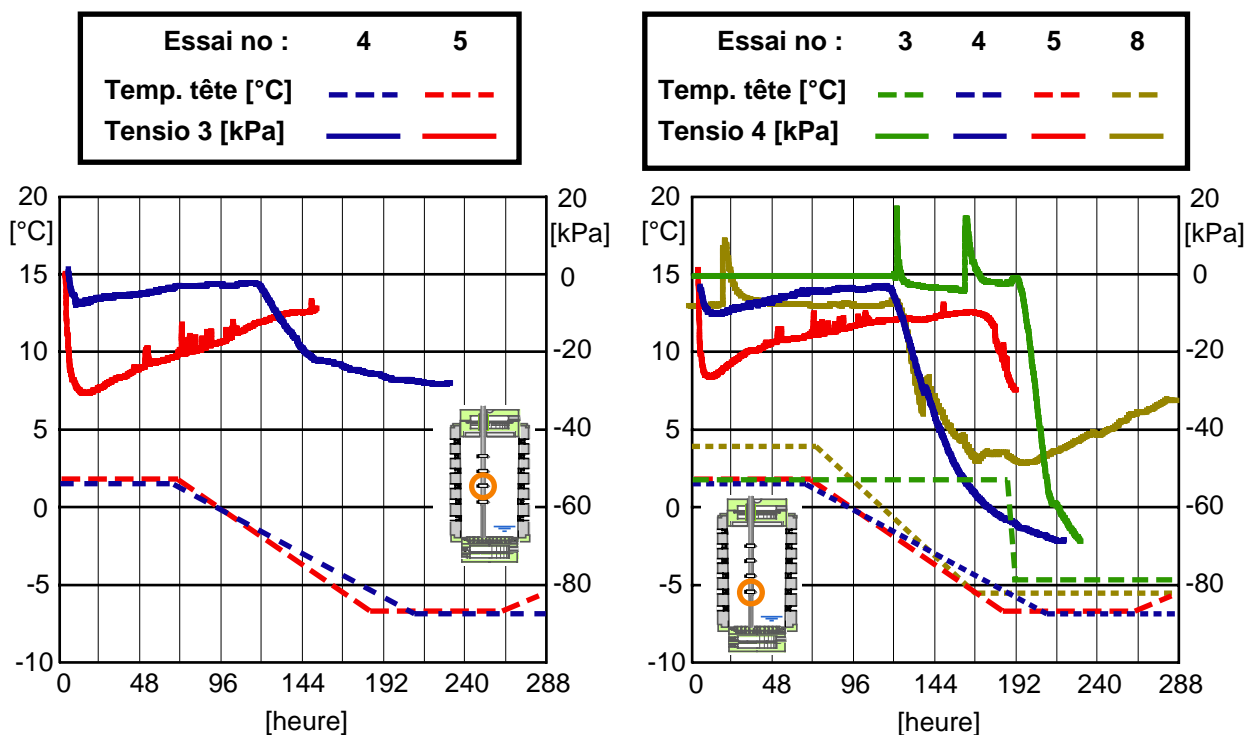 Essai no : 4 5
Temp. tête [°C]
Tensio 3 [kPa]
Essai no : 3 4 5 8
Temp. tête [°C]
Tensio 4 [kPa]
20 20
[°C] [kPa]
15 0
10 -20
5 -40
0 -60
-5 -80
-10
0 48 96 144 192 240 288
[heure]
20 20
[°C] [kPa]
15 0
10 -20
5 -40
0 -60
-5 -80
-10
0 48 96 144 192 240 288
[heure]